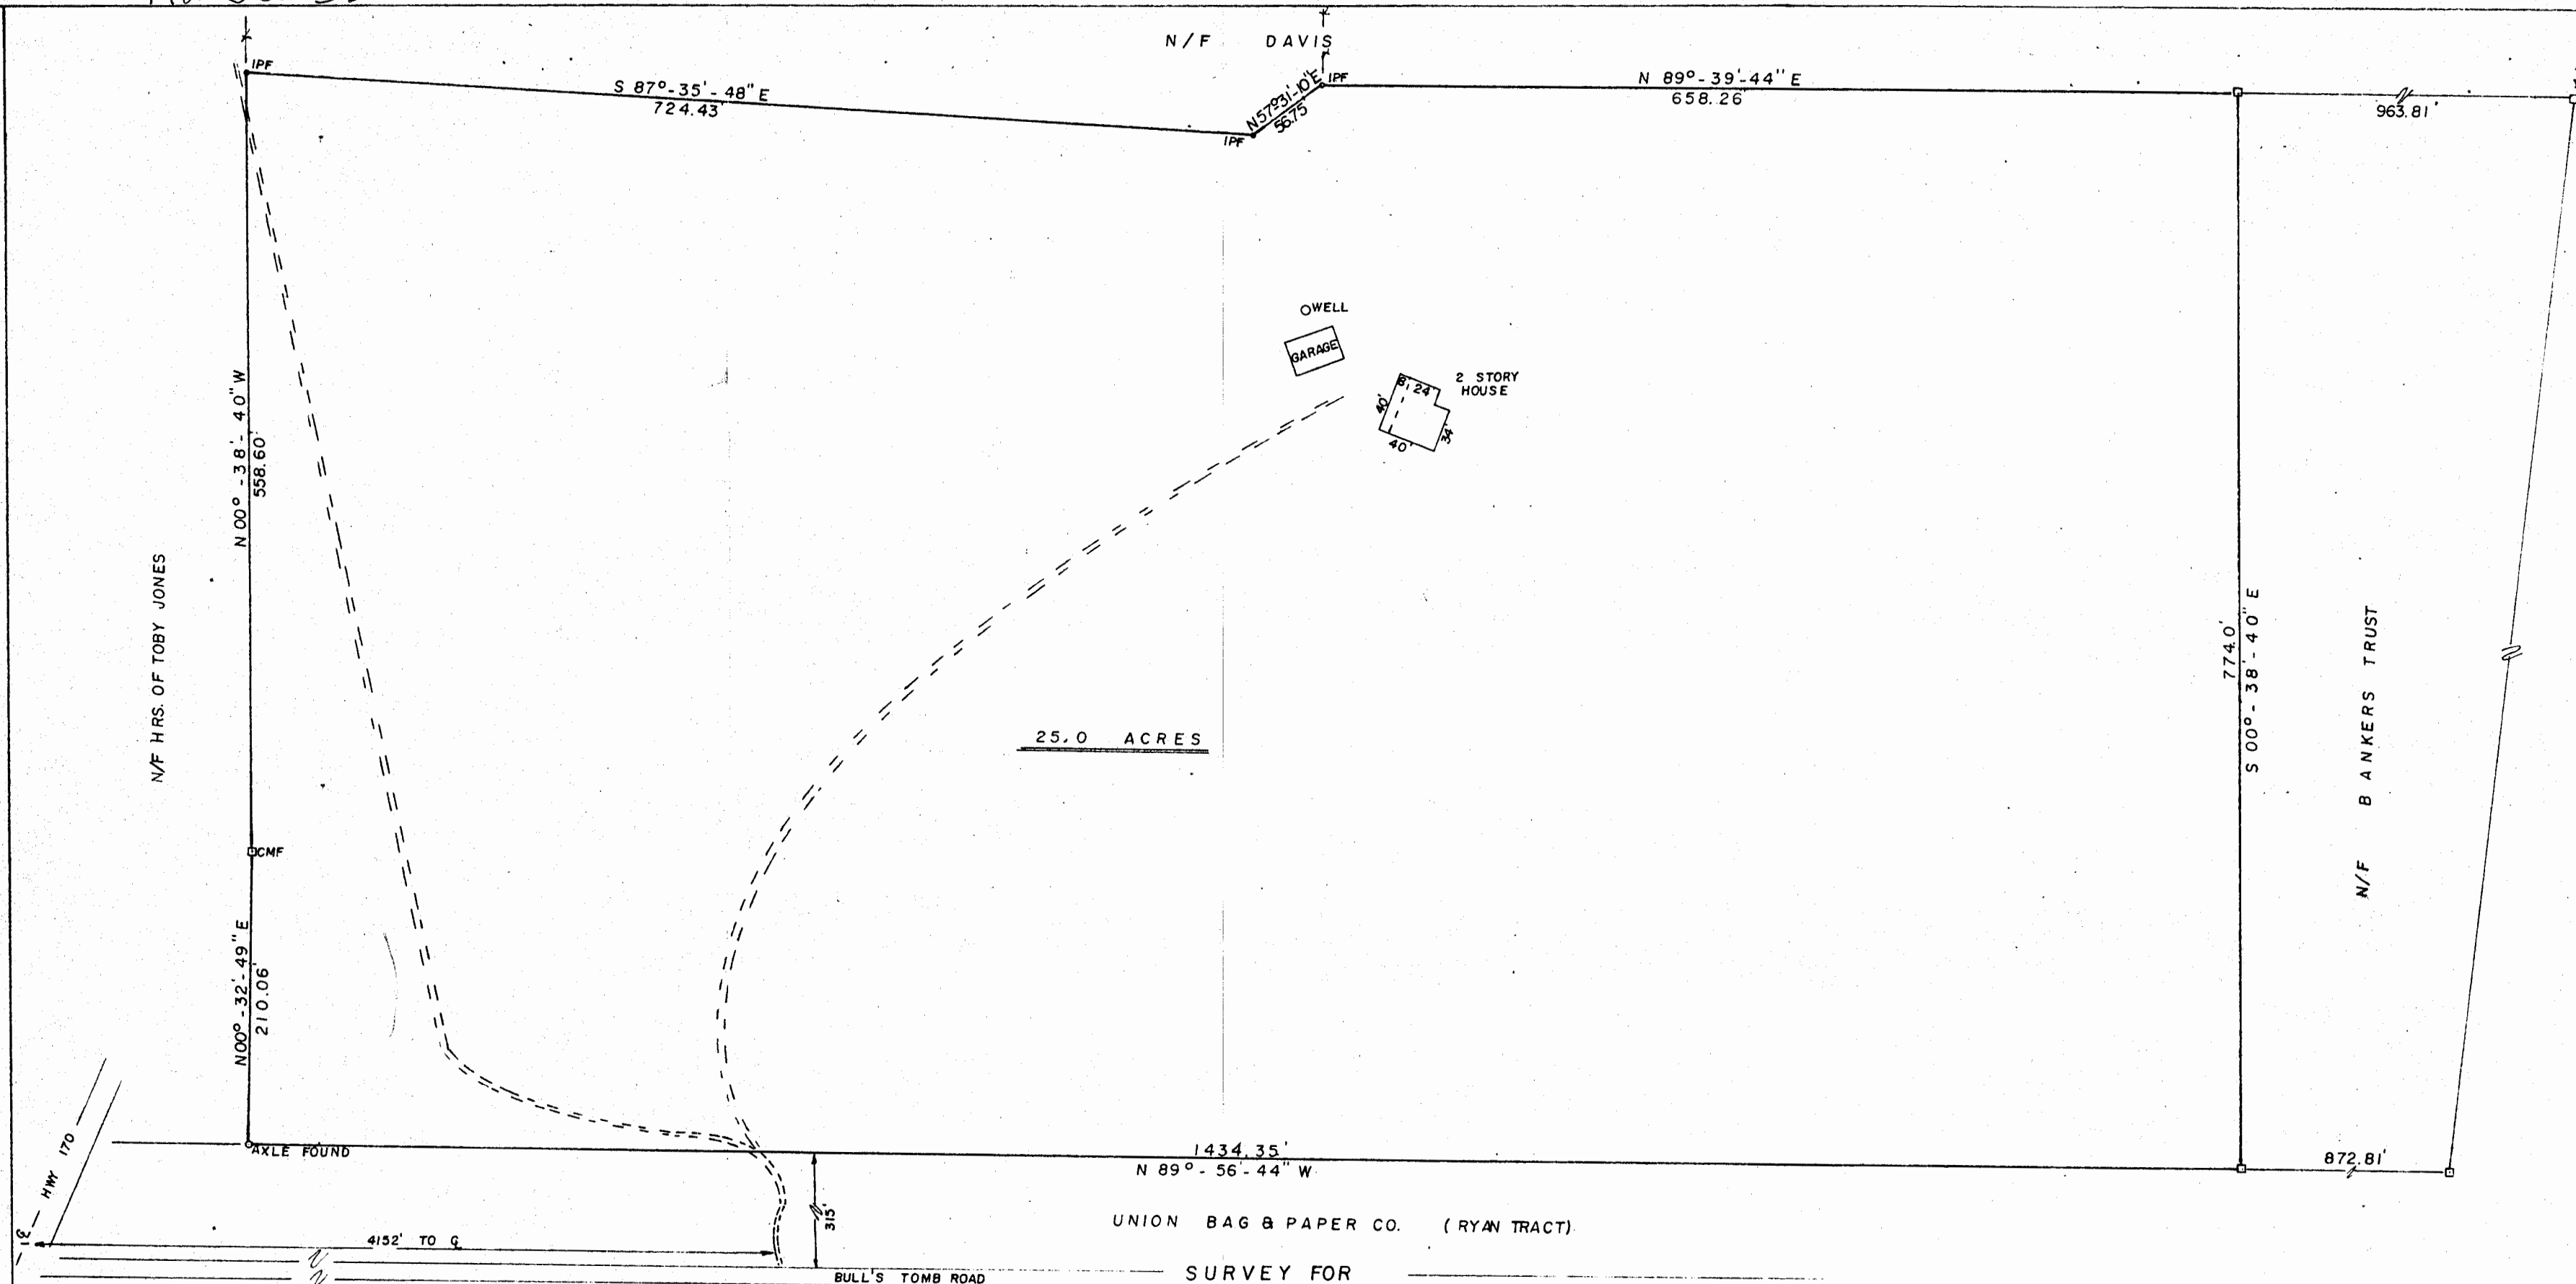 N/F DAVIS
IPF
S 87°-35'-48" E
724.43'
IPF
N57°31'-10"E
56.75'
IPF
N 89°-39'-44" E
658.26'
963.81'
OWELL
GARAGE
2 STORY
HOUSE
8' 24'
40'
34'
40'
N 00°-38'-40" W
558.60'
N/F HRS. OF TOBY JONES
CMF
25.0 ACRES
774.0'
S 00°-38'-40" E
N/F BANKERS TRUST
N00°-32'-49" E
210.06'
AXLE FOUND
1434.35'
N 89°-56'-44" W
872.81'
HWY 170
31
315'
4152' TO ℄
UNION BAG & PAPER CO. (RYAN TRACT)
BULL'S TOMB ROAD
SURVEY FOR